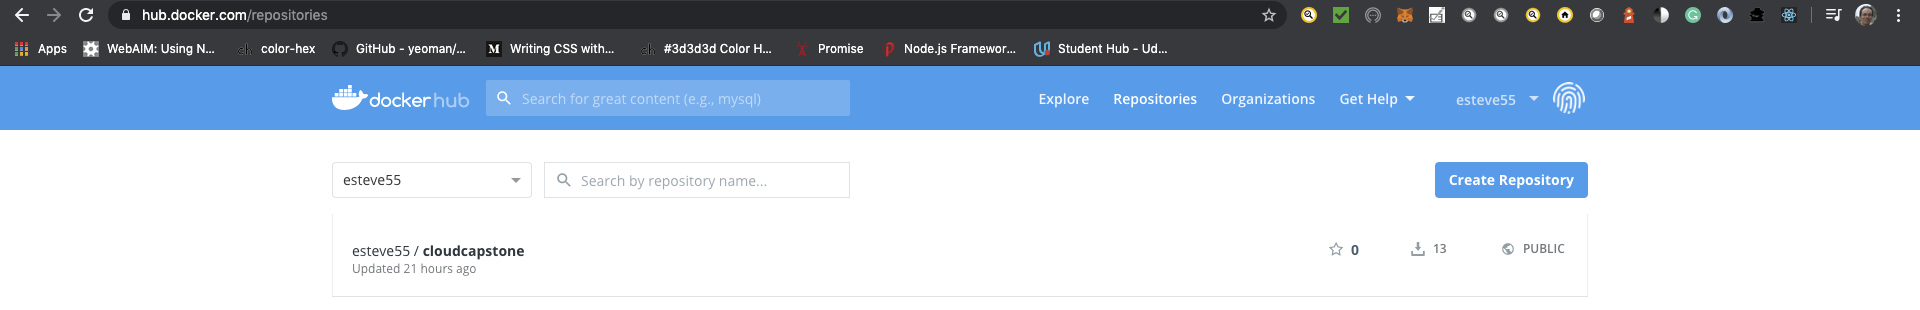 hub.docker.com/repositories
Apps WebAIM: Using N... color-hex GitHub - yeoman/... Writing CSS with... #3d3d3d Color H... Promise Node.js Framewor... Student Hub - Ud...
docker hub Search for great content (e.g., mysql) Explore Repositories Organizations Get Help esteve55
esteve55 Search by repository name... Create Repository
esteve55 / cloudcapstone 0 13 PUBLIC
Updated 21 hours ago